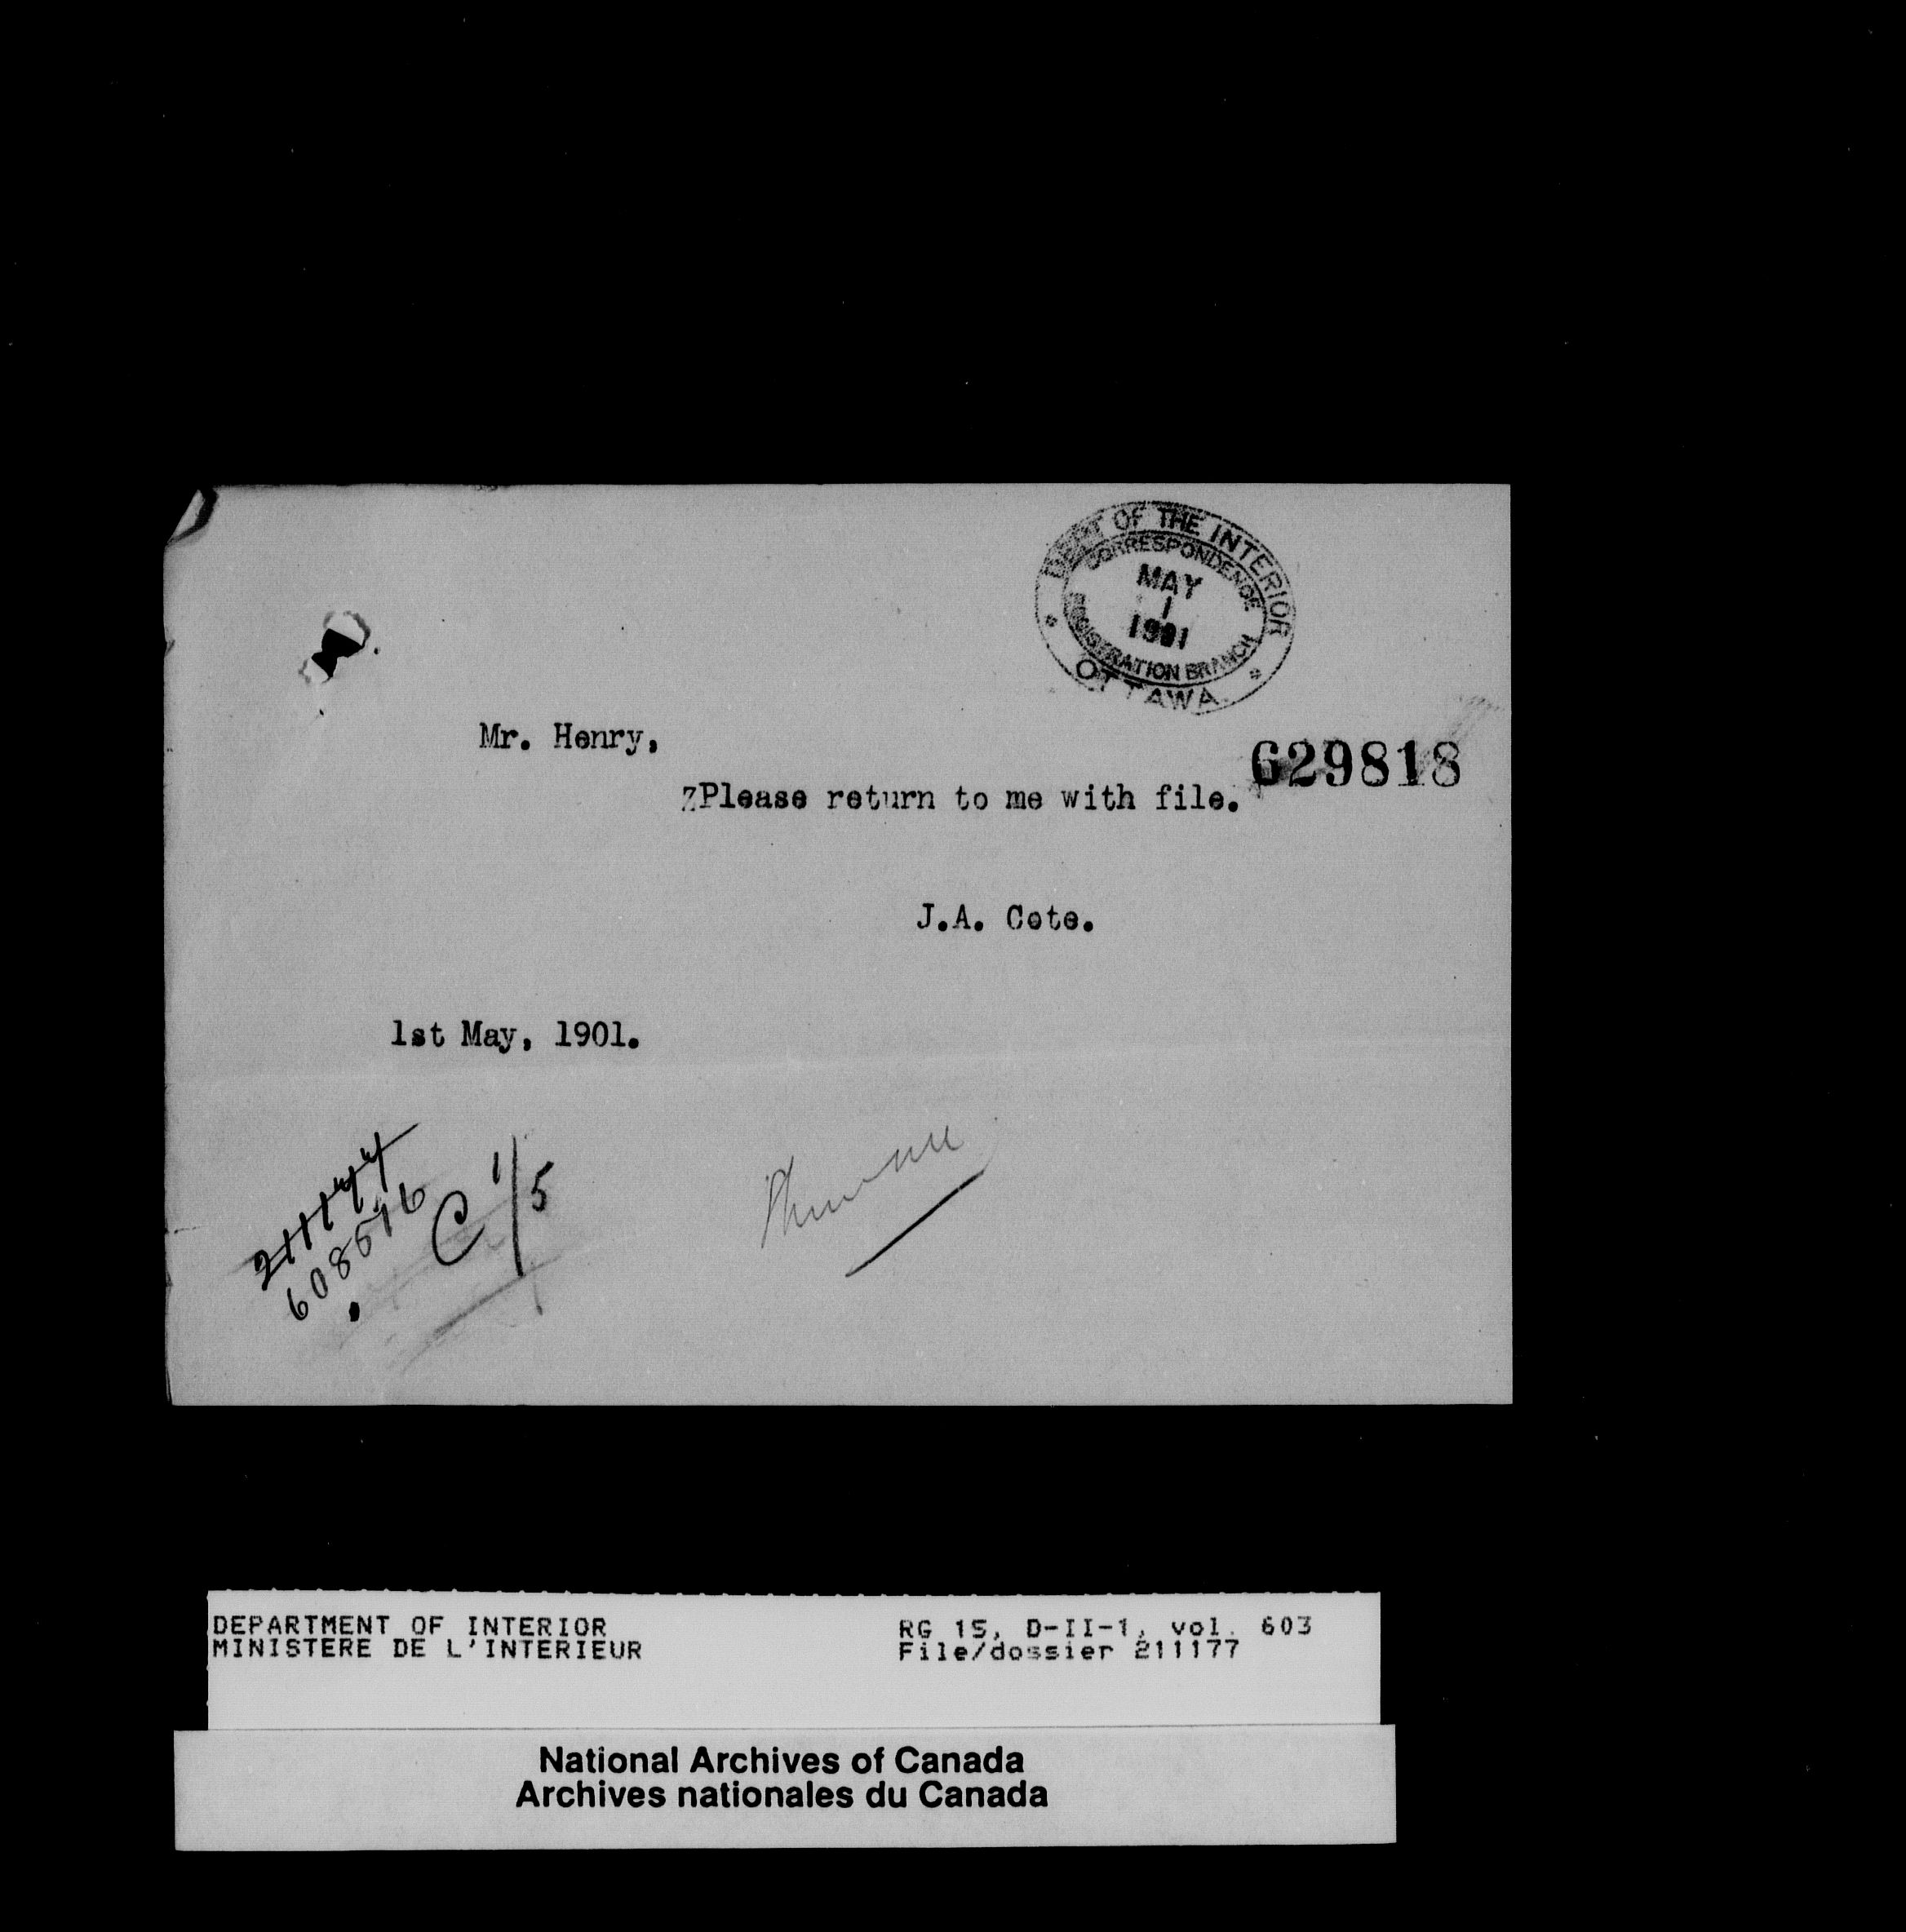 DEPT OF THE INTERIOR
CORRESPONDENCE
MAY
1
1901
REGISTRATION BRANCH
OTTAWA.
Mr. Henry,
629818
Please return to me with file.
J.A. Cote.
1st May, 1901.
608516
C 1/5
DEPARTMENT OF INTERIOR
MINISTERE DE L'INTERIEUR
RG 15, D-II-1, vol. 603
File/dossier 211177
National Archives of Canada
Archives nationales du Canada